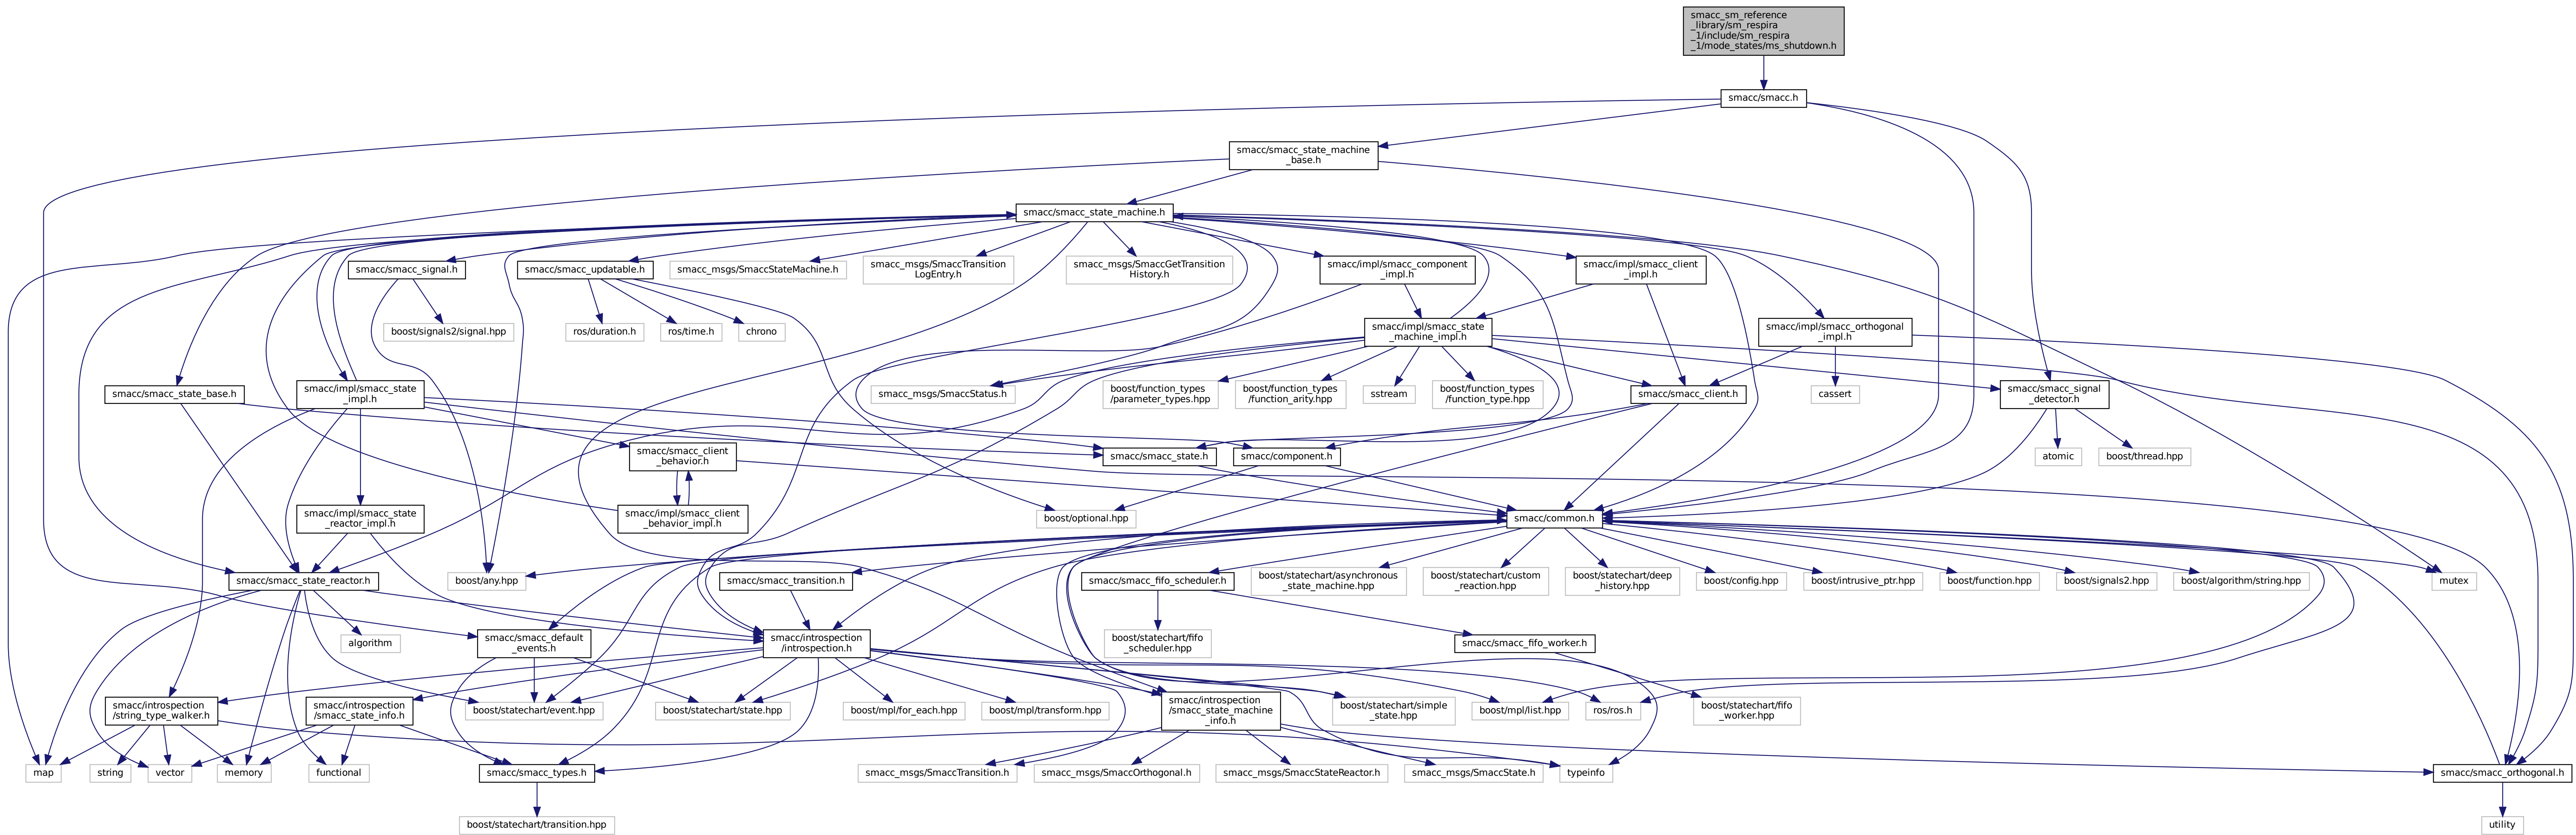 smacc_sm_reference
_library/sm_respira
_1/include/sm_respira
_1/mode_states/ms_shutdown.h
smacc/smacc.h
smacc/smacc_state_machine
_base.h
smacc/smacc_state_machine.h
smacc/smacc_signal.h
smacc/smacc_updatable.h
smacc_msgs/SmaccStateMachine.h
smacc_msgs/SmaccTransition
LogEntry.h
smacc_msgs/SmaccGetTransition
History.h
smacc/impl/smacc_component
_impl.h
smacc/impl/smacc_client
_impl.h
boost/signals2/signal.hpp
ros/duration.h
ros/time.h
chrono
smacc/impl/smacc_state
_machine_impl.h
smacc/impl/smacc_orthogonal
_impl.h
smacc/smacc_state_base.h
smacc/impl/smacc_state
_impl.h
smacc_msgs/SmaccStatus.h
boost/function_types
/parameter_types.hpp
boost/function_types
/function_arity.hpp
sstream
boost/function_types
/function_type.hpp
smacc/smacc_client.h
cassert
smacc/smacc_signal
_detector.h
smacc/smacc_client
_behavior.h
smacc/smacc_state.h
smacc/component.h
atomic
boost/thread.hpp
smacc/impl/smacc_state
_reactor_impl.h
smacc/impl/smacc_client
_behavior_impl.h
boost/optional.hpp
smacc/common.h
smacc/smacc_state_reactor.h
boost/any.hpp
smacc/smacc_transition.h
smacc/smacc_fifo_scheduler.h
boost/statechart/asynchronous
_state_machine.hpp
boost/statechart/custom
_reaction.hpp
boost/statechart/deep
_history.hpp
boost/config.hpp
boost/intrusive_ptr.hpp
boost/function.hpp
boost/signals2.hpp
boost/algorithm/string.hpp
mutex
algorithm
smacc/smacc_default
_events.h
smacc/introspection
/introspection.h
boost/statechart/fifo
_scheduler.hpp
smacc/smacc_fifo_worker.h
smacc/introspection
/string_type_walker.h
smacc/introspection
/smacc_state_info.h
boost/statechart/event.hpp
boost/statechart/state.hpp
boost/mpl/for_each.hpp
boost/mpl/transform.hpp
smacc/introspection
/smacc_state_machine
_info.h
boost/statechart/simple
_state.hpp
boost/mpl/list.hpp
ros/ros.h
boost/statechart/fifo
_worker.hpp
map
string
vector
memory
functional
smacc/smacc_types.h
smacc_msgs/SmaccTransition.h
smacc_msgs/SmaccOrthogonal.h
smacc_msgs/SmaccStateReactor.h
smacc_msgs/SmaccState.h
typeinfo
smacc/smacc_orthogonal.h
boost/statechart/transition.hpp
utility